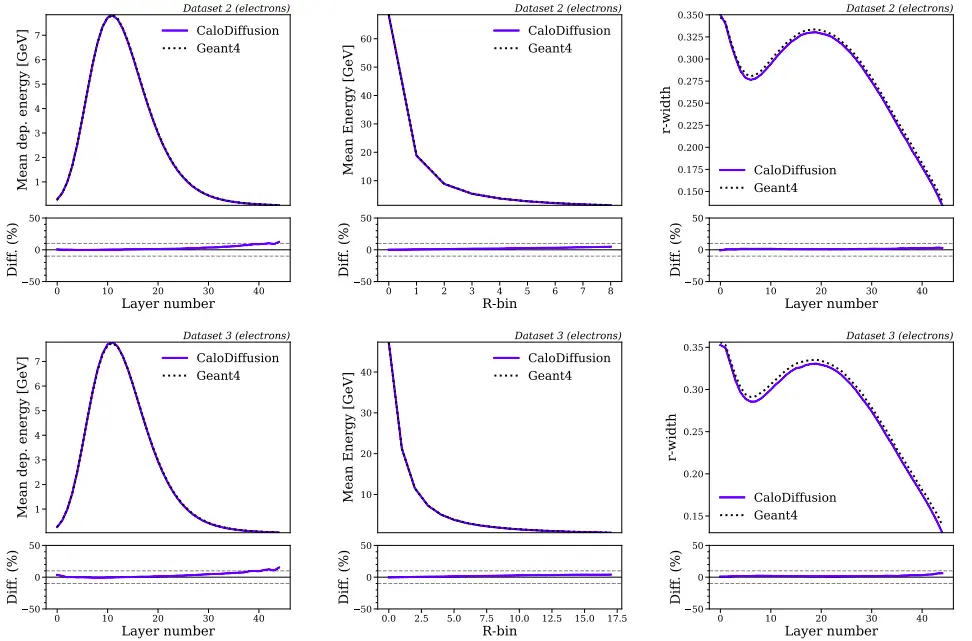 Dataset 2 (electrons)
Mean dep. energy [GeV]
7
6
5
4
3
2
1
CaloDiffusion
Geant4
Diff. (%)
50
0
−50
0 10 20 30 40
Layer number
Dataset 2 (electrons)
Mean Energy [GeV]
60
50
40
30
20
10
CaloDiffusion
Geant4
Diff. (%)
50
0
−50
0 1 2 3 4 5 6 7 8
R-bin
Dataset 2 (electrons)
r-width
0.350
0.325
0.300
0.275
0.250
0.225
0.200
0.175
0.150
CaloDiffusion
Geant4
Diff. (%)
50
0
−50
0 10 20 30 40
Layer number
Dataset 3 (electrons)
Mean dep. energy [GeV]
7
6
5
4
3
2
1
CaloDiffusion
Geant4
Diff. (%)
50
0
−50
0 10 20 30 40
Layer number
Dataset 3 (electrons)
Mean Energy [GeV]
40
30
20
10
CaloDiffusion
Geant4
Diff. (%)
50
0
−50
0.0 2.5 5.0 7.5 10.0 12.5 15.0 17.5
R-bin
Dataset 3 (electrons)
r-width
0.35
0.30
0.25
0.20
0.15
CaloDiffusion
Geant4
Diff. (%)
50
0
−50
0 10 20 30 40
Layer number